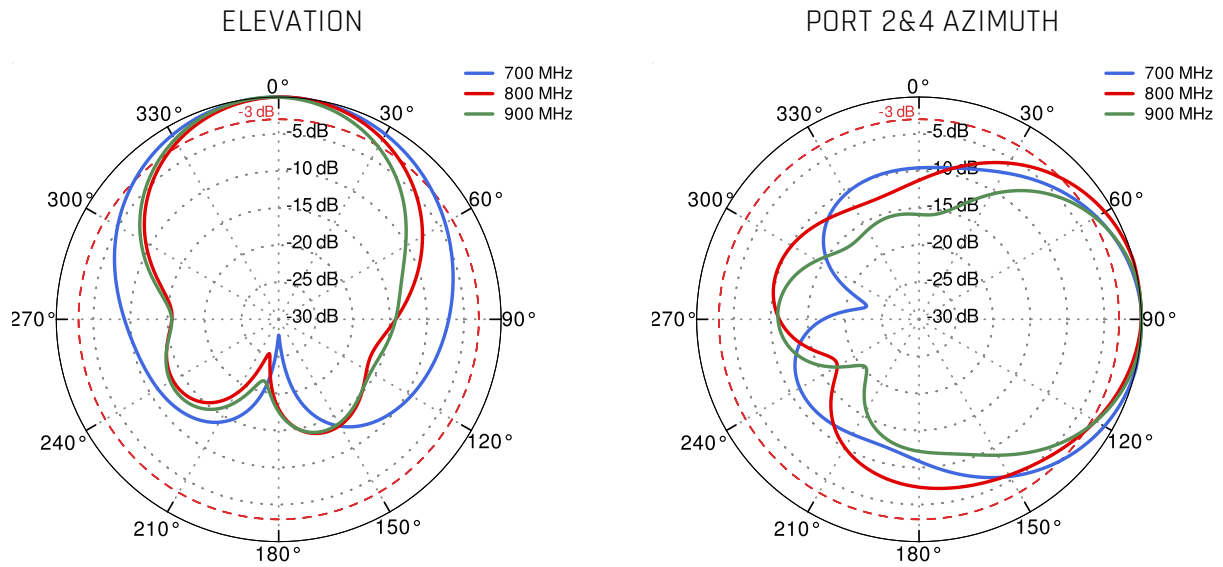 ELEVATION
700 MHz
800 MHz
900 MHz
0°
30°
60°
90°
120°
150°
180°
210°
240°
270°
300°
330°
-3 dB
-5 dB
-10 dB
-15 dB
-20 dB
-25 dB
-30 dB
PORT 2&4 AZIMUTH
700 MHz
800 MHz
900 MHz
0°
30°
60°
90°
120°
150°
180°
210°
240°
270°
300°
330°
-3 dB
-5 dB
-10 dB
-15 dB
-20 dB
-25 dB
-30 dB